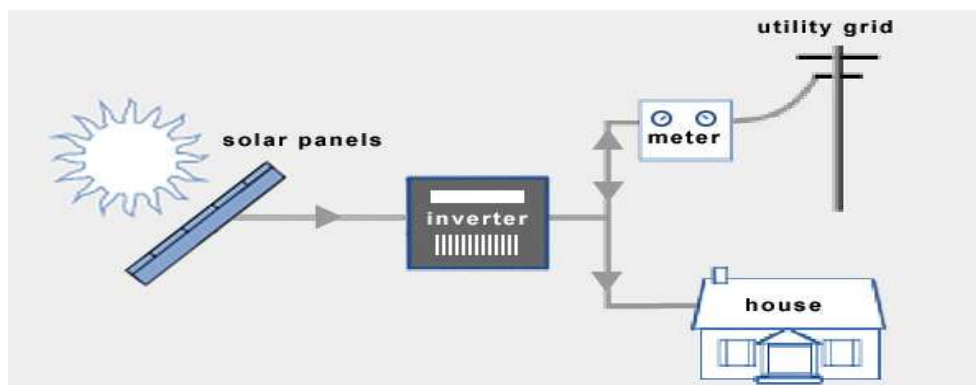 utility grid
solar panels
meter
inverter
house